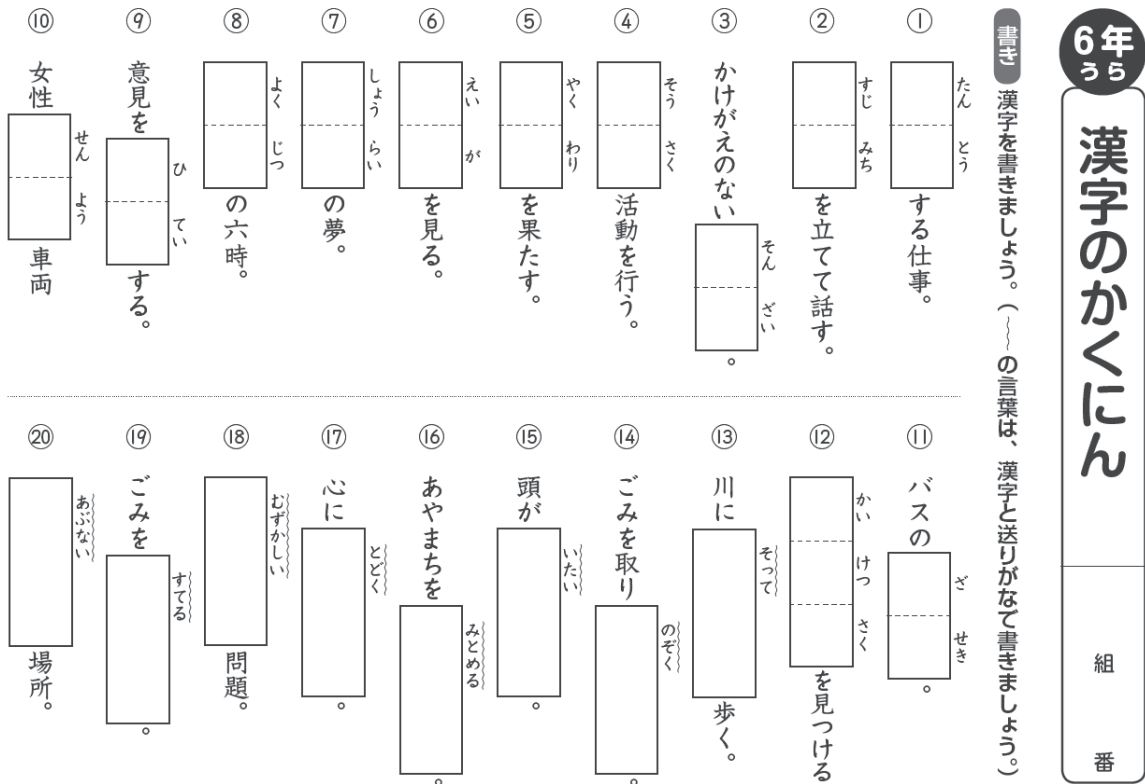 6年
うら
漢字のかくにん
組
番
書き
漢字を書きましょう。(〰〰の言葉は、漢字と送りがなで書きましょう。)
①
たん とう
する仕事。
②
すじ みち
を立てて話す。
③
かけがえのない
そん ざい
。
④
そう さく
活動を行う。
⑤
やく わり
を果たす。
⑥
えい が
を見る。
⑦
しょう らい
の夢。
⑧
よく じつ
の六時。
⑨
意見を
ひ てい
する。
⑩
女性
せん よう
車両
⑪
バスの
ざ せき
。
⑫
かい けつ さく
を見つける
⑬
川に
そって
歩く。
⑭
ごみを取り
のぞく
。
⑮
頭が
いたい
。
⑯
あやまちを
みとめる
。
⑰
心に
とどく
。
⑱
むずかしい
問題。
⑲
ごみを
すてる
。
⑳
あぶない
場所。